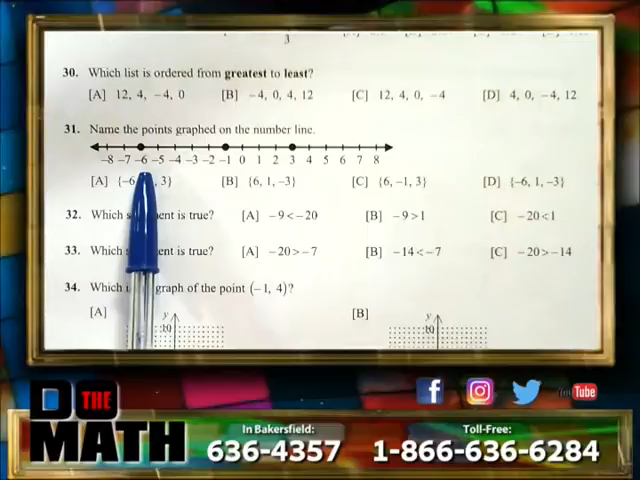 3
30. Which list is ordered from greatest to least?
[A] 12, 4, −4, 0 [B] −4, 0, 4, 12 [C] 12, 4, 0, −4 [D] 4, 0, −4, 12
31. Name the points graphed on the number line.
−8 −7 −6 −5 −4 −3 −2 −1 0 1 2 3 4 5 6 7 8
[A] {−6 , 3} [B] {6, 1, −3} [C] {6, −1, 3} [D] {−6, 1, −3}
32. Which s ent is true? [A] −9 < −20 [B] −9 > 1 [C] −20 < 1
33. Which s ent is true? [A] −20 > −7 [B] −14 < −7 [C] −20 > −14
34. Which i graph of the point (−1, 4)?
[A] [B]
y y
10 10
DO THE MATH
You Tube
In Bakersfield: Toll-Free:
636-4357 1-866-636-6284